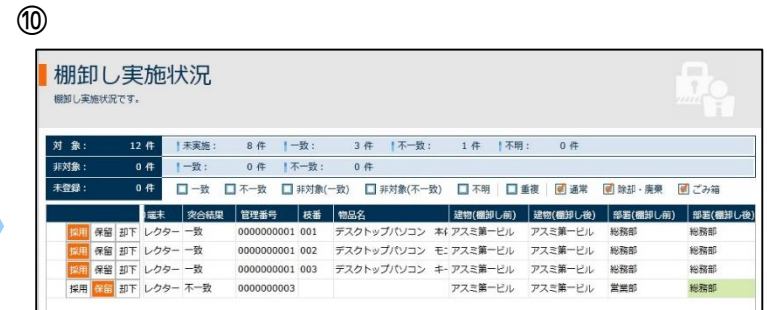 ⑩
棚卸し実施状況
棚卸し実施状況です。
対 象： 12 件 未実施： 8 件 一致： 3 件 不一致： 1 件 不明： 0 件
非対象： 0 件 一致： 0 件 不一致： 0 件
未登録： 0 件 一致 不一致 非対象(一致) 非対象(不一致) 不明 重複 通常 除却・廃棄 ごみ箱
端末 突合結果 管理番号 枝番 物品名 建物(棚卸し前) 建物(棚卸し後) 部署(棚卸し前) 部署(棚卸し後)
採用 保留 却下 レクター 一致 0000000001 001 デスクトップパソコン 本 アスミ第一ビル アスミ第一ビル 総務部 総務部
採用 保留 却下 レクター 一致 0000000001 002 デスクトップパソコン モ アスミ第一ビル アスミ第一ビル 総務部 総務部
採用 保留 却下 レクター 一致 0000000001 003 デスクトップパソコン キー アスミ第一ビル アスミ第一ビル 総務部 総務部
採用 保留 却下 レクター 不一致 0000000003 アスミ第一ビル アスミ第一ビル 営業部 総務部